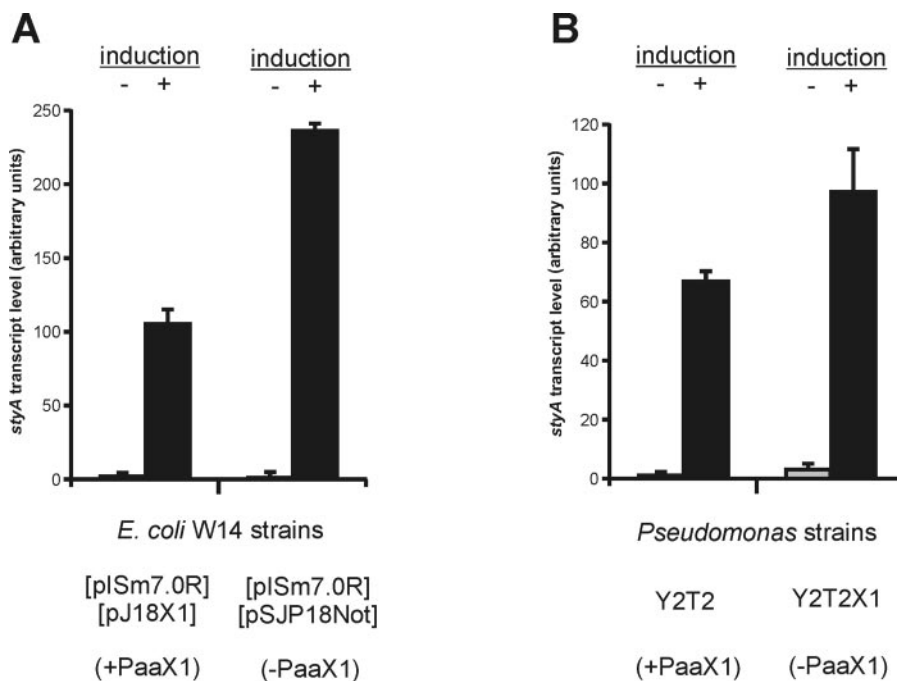 A
induction
- +
induction
- +
styA transcript level (arbitrary units)
250
200
150
100
50
0
E. coli W14 strains
[pISm7.0R]
[pJ18X1]
(+PaaX1)
[pISm7.0R]
[pSJP18Not]
(-PaaX1)
B
induction
- +
induction
- +
styA transcript level (arbitrary units)
120
100
80
60
40
20
0
Pseudomonas strains
Y2T2
(+PaaX1)
Y2T2X1
(-PaaX1)